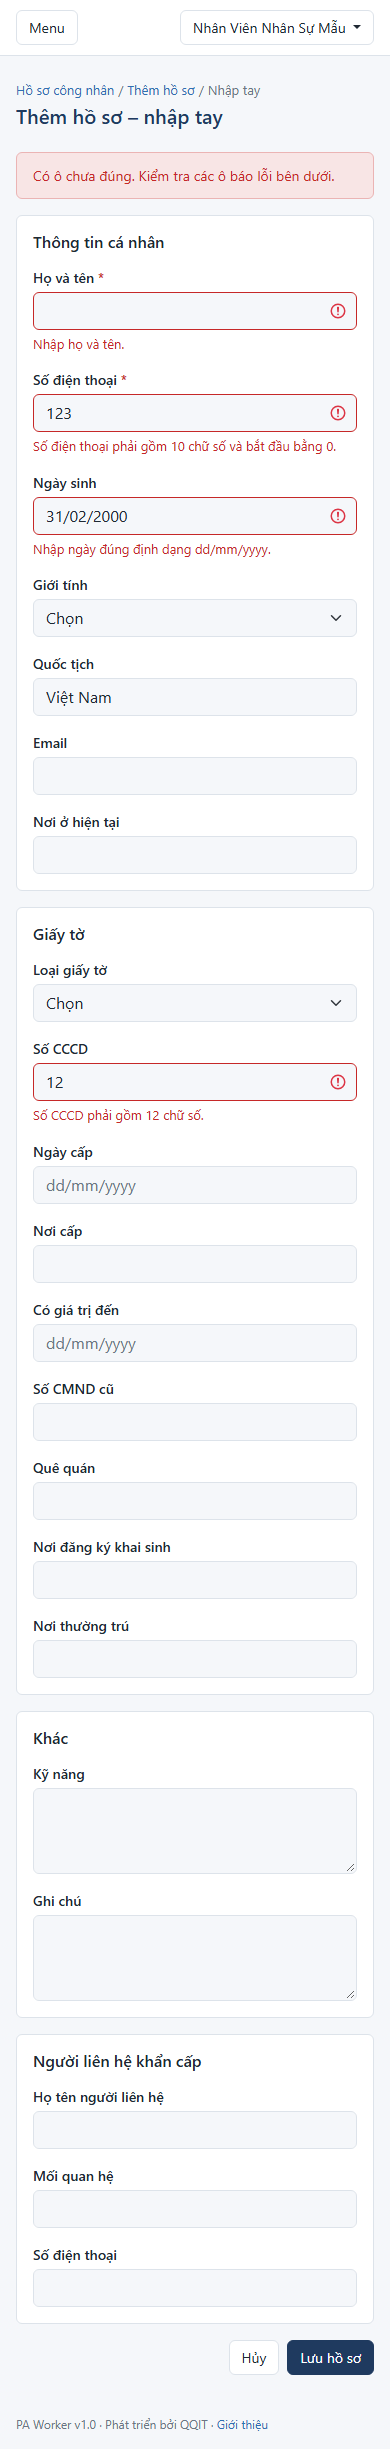 Menu
Nhân Viên Nhân Sự Mẫu
Hồ sơ công nhân / Thêm hồ sơ / Nhập tay
Thêm hồ sơ – nhập tay
Có ô chưa đúng. Kiểm tra các ô báo lỗi bên dưới.
Thông tin cá nhân
Họ và tên *
Nhập họ và tên.
Số điện thoại *
123
Số điện thoại phải gồm 10 chữ số và bắt đầu bằng 0.
Ngày sinh
31/02/2000
Nhập ngày đúng định dạng dd/mm/yyyy.
Giới tính
Chọn
Quốc tịch
Việt Nam
Email
Nơi ở hiện tại
Giấy tờ
Loại giấy tờ
Chọn
Số CCCD
12
Số CCCD phải gồm 12 chữ số.
Ngày cấp
dd/mm/yyyy
Nơi cấp
Có giá trị đến
dd/mm/yyyy
Số CMND cũ
Quê quán
Nơi đăng ký khai sinh
Nơi thường trú
Khác
Kỹ năng
Ghi chú
Người liên hệ khẩn cấp
Họ tên người liên hệ
Mối quan hệ
Số điện thoại
Hủy
Lưu hồ sơ
PA Worker v1.0 · Phát triển bởi QQIT · Giới thiệu